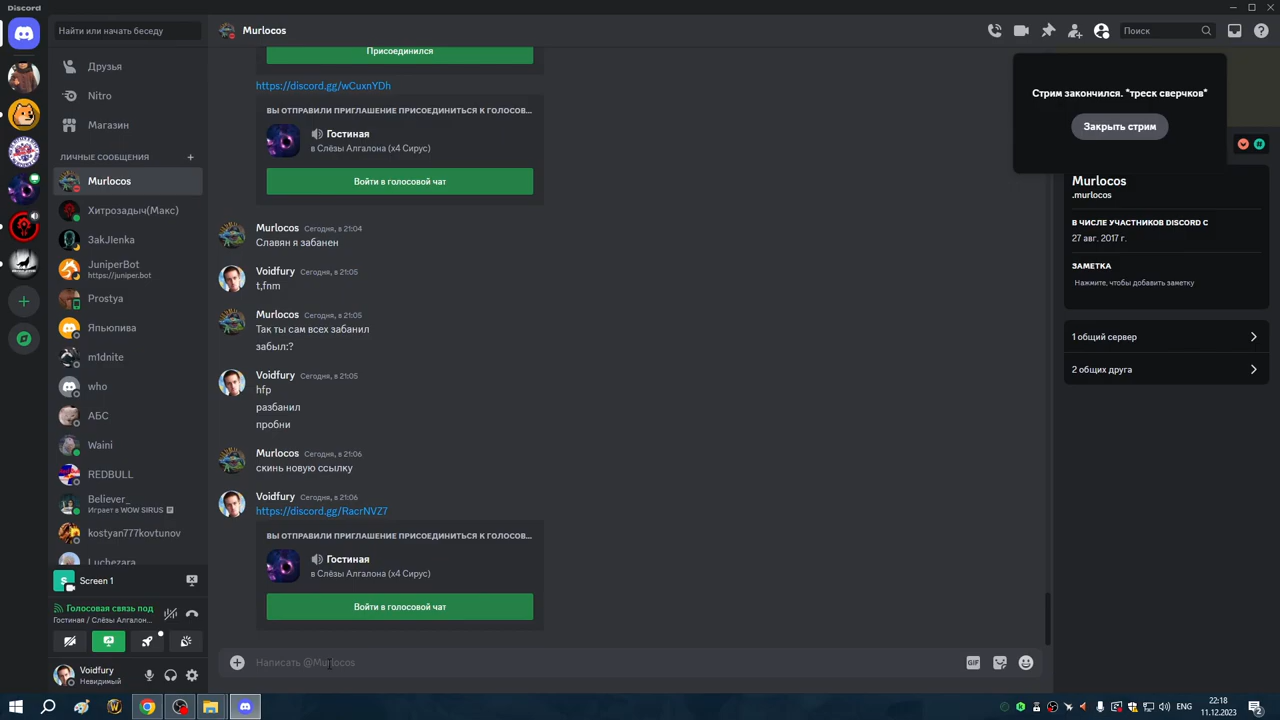 Discord
Найти или начать беседу
Друзья
Nitro
Магазин
ЛИЧНЫЕ СООБЩЕНИЯ
Murlocos
Хитрозадыч(Макс)
3akJIenka
JuniperBot
https://juniper.bot
Prostya
Япьюпива
m1dnite
who
АБС
Waini
REDBULL
Believer_
Играет в WOW SIRUS
kostyan777kovtunov
Luchezara
Screen 1
Голосовая связь под
Гостиная / Слёзы Алгалон...
Voidfury
Невидимый
Murlocos
Присоединился
https://discord.gg/wCuxnYDh
ВЫ ОТПРАВИЛИ ПРИГЛАШЕНИЕ ПРИСОЕДИНИТЬСЯ К ГОЛОСОВ...
Гостиная
в Слёзы Алгалона (x4 Сирус)
Войти в голосовой чат
Murlocos Сегодня, в 21:04
Славян я забанен
Voidfury Сегодня, в 21:05
t,fnm
Murlocos Сегодня, в 21:05
Так ты сам всех забанил
забыл:?
Voidfury Сегодня, в 21:05
hfp
разбанил
пробни
Murlocos Сегодня, в 21:06
скинь новую ссылку
Voidfury Сегодня, в 21:06
https://discord.gg/RacrNVZ7
ВЫ ОТПРАВИЛИ ПРИГЛАШЕНИЕ ПРИСОЕДИНИТЬСЯ К ГОЛОСОВ...
Гостиная
в Слёзы Алгалона (x4 Сирус)
Войти в голосовой чат
Написать @Murlocos
GIF
Поиск
Стрим закончился. *треск сверчков*
Закрыть стрим
Murlocos
.murlocos
В ЧИСЛЕ УЧАСТНИКОВ DISCORD С
27 авг. 2017 г.
ЗАМЕТКА
Нажмите, чтобы добавить заметку
1 общий сервер
2 общих друга
ENG
22:18
11.12.2023
2